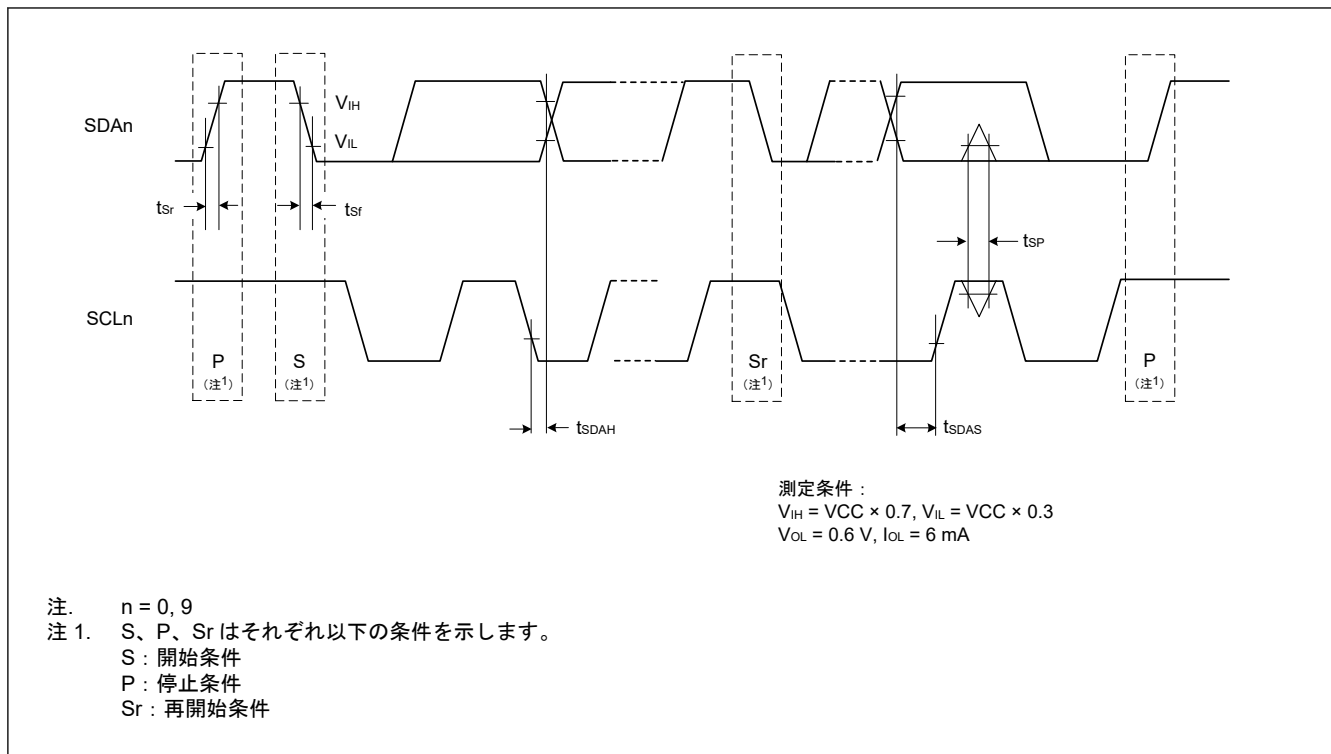 SDAn
VIH
VIL
tSr
tSf
tSP
SCLn
P
(注1)
S
(注1)
Sr
(注1)
P
(注1)
tSDAH
tSDAS
測定条件：
VIH = VCC × 0.7, VIL = VCC × 0.3
VOL = 0.6 V, IOL = 6 mA
注. n = 0, 9
注 1. S、P、Sr はそれぞれ以下の条件を示します。
S：開始条件
P：停止条件
Sr：再開始条件